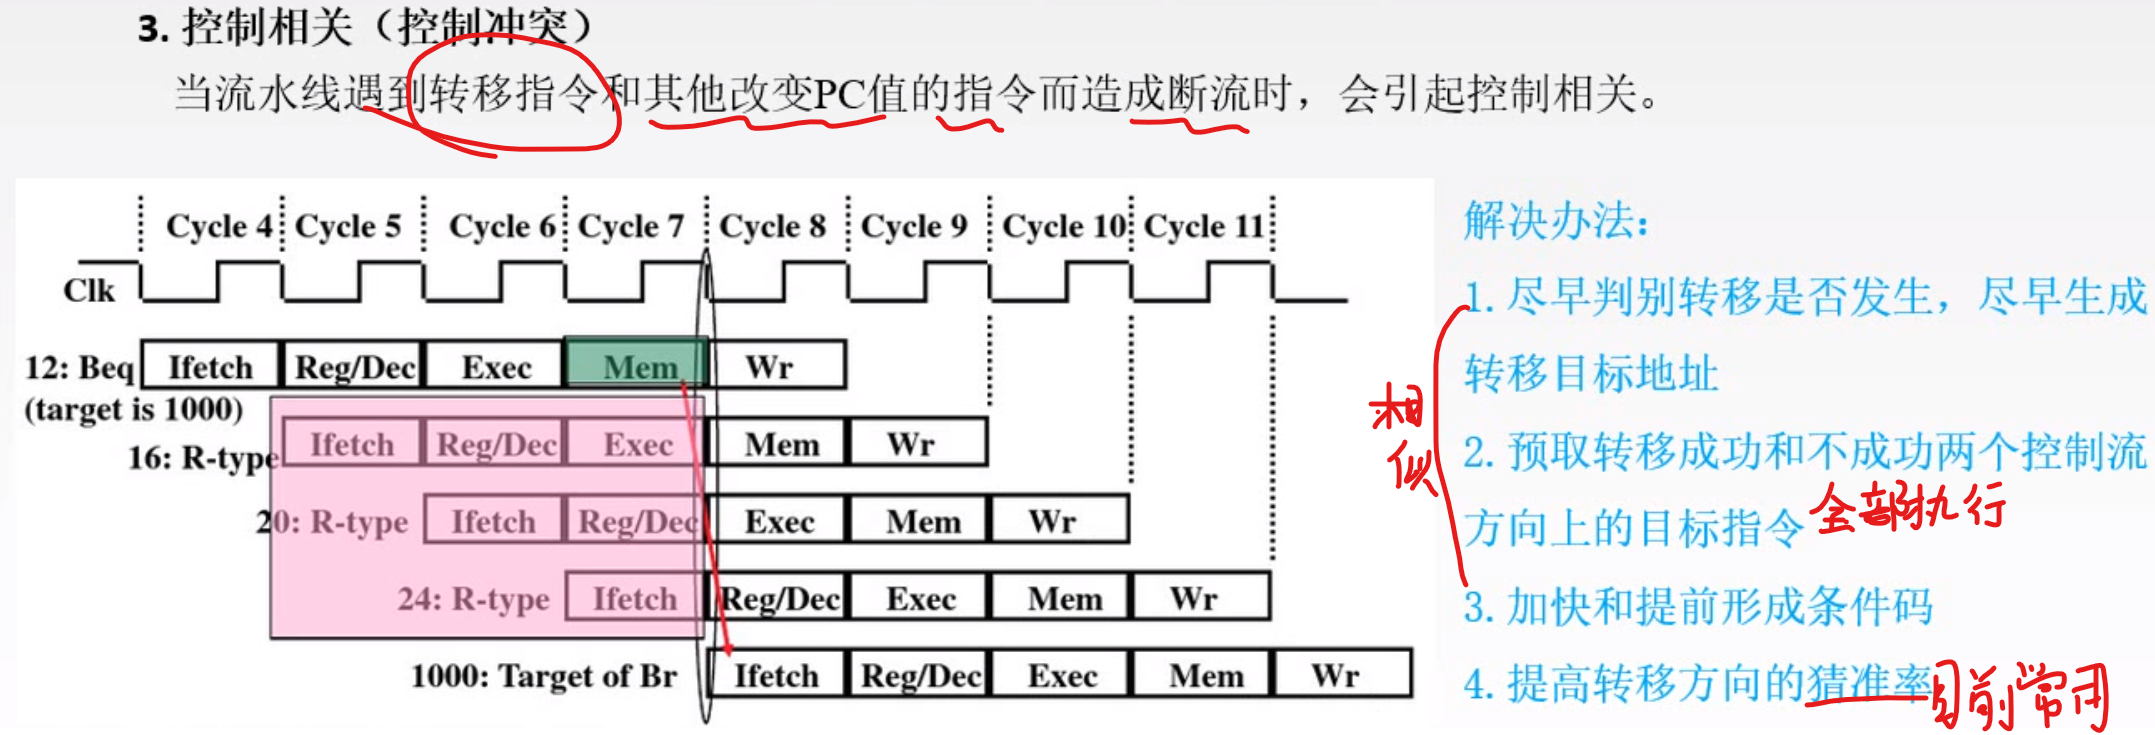 3. 控制相关（控制冲突）
当流水线遇到转移指令和其他改变PC值的指令而造成断流时，会引起控制相关。
Cycle 4 Cycle 5 Cycle 6 Cycle 7 Cycle 8 Cycle 9 Cycle 10 Cycle 11
Clk
12: Beq Ifetch Reg/Dec Exec Mem Wr
(target is 1000)
16: R-type Ifetch Reg/Dec Exec Mem Wr
20: R-type Ifetch Reg/Dec Exec Mem Wr
24: R-type Ifetch Reg/Dec Exec Mem Wr
1000: Target of Br Ifetch Reg/Dec Exec Mem Wr
解决办法：
1. 尽早判别转移是否发生，尽早生成
转移目标地址
2. 预取转移成功和不成功两个控制流
方向上的目标指令 全部执行
3. 加快和提前形成条件码
4. 提高转移方向的猜准率 目前常用
相似